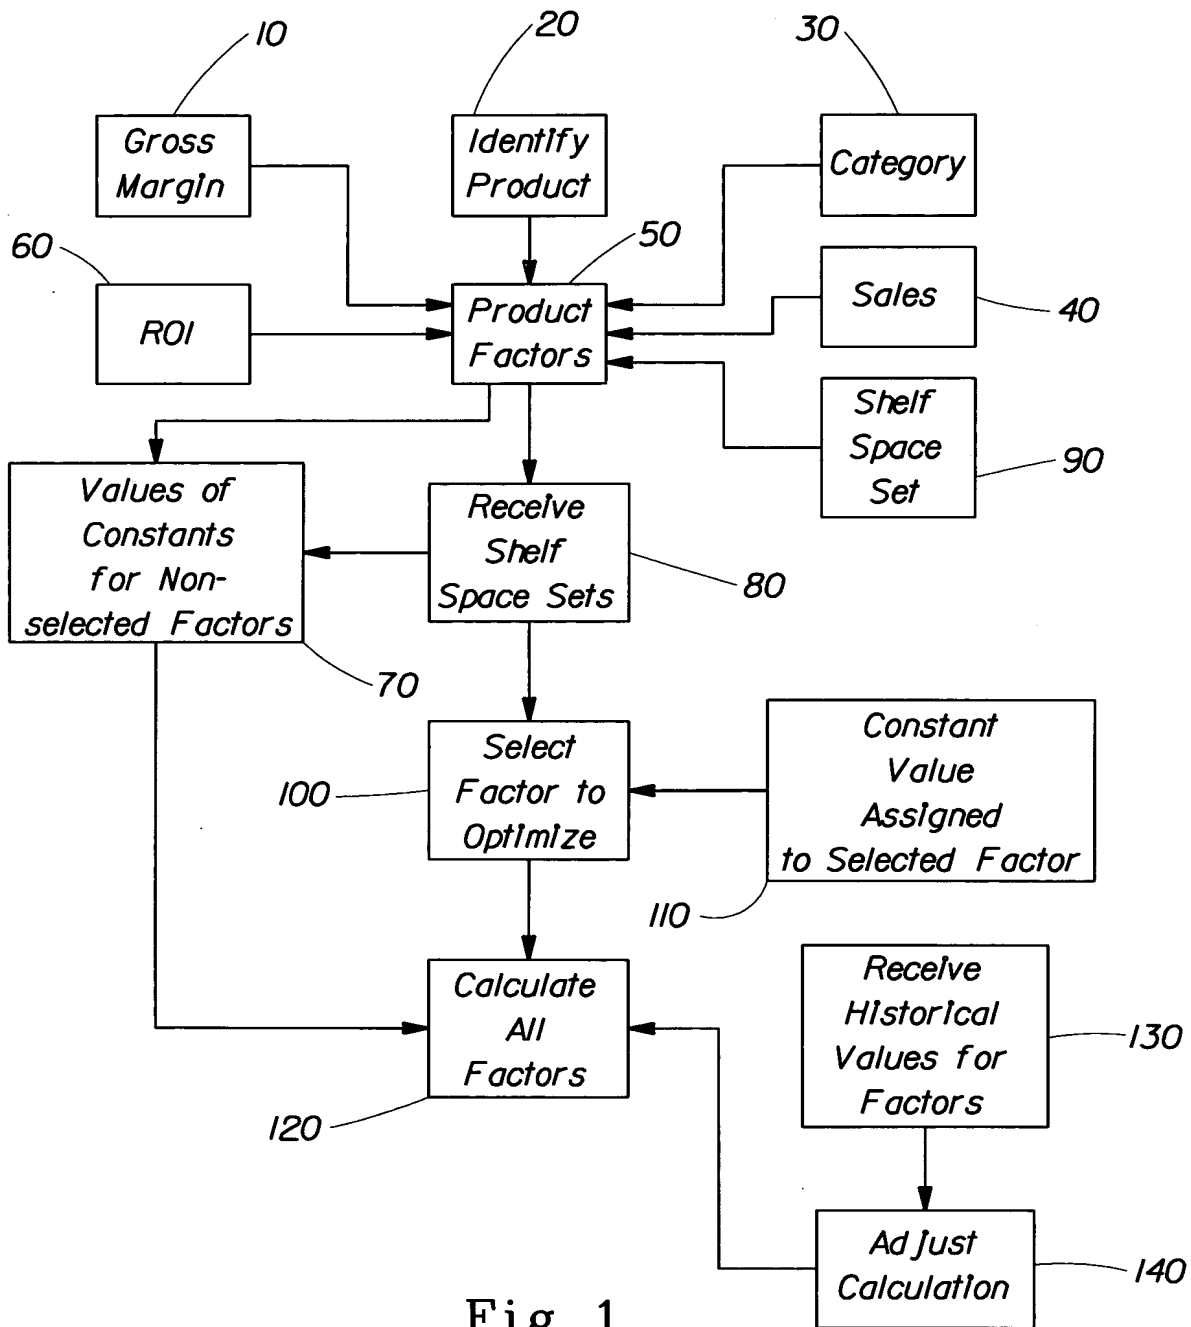 10
20
30
Gross
Margin
Identify
Product
Category
60
50
ROI
Product
Factors
Sales
40
Shelf
Space
Set
90
Values of
Constants
for Non-
selected Factors
70
Receive
Shelf
Space Sets
80
Select
Factor to
Optimize
100
Constant
Value
Assigned
to Selected Factor
110
Calculate
All
Factors
120
Receive
Historical
Values for
Factors
130
Adjust
Calculation
140
Fig. 1